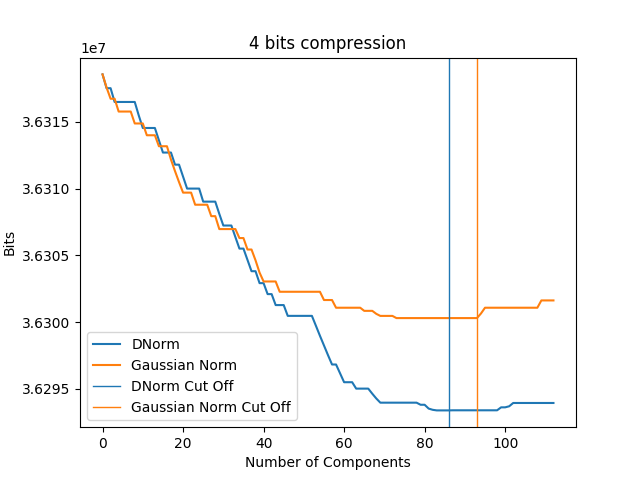 4 bits compression
1e7
3.6315
3.6310
3.6305
3.6300
3.6295
Bits
DNorm
Gaussian Norm
DNorm Cut Off
Gaussian Norm Cut Off
0 20 40 60 80 100
Number of Components